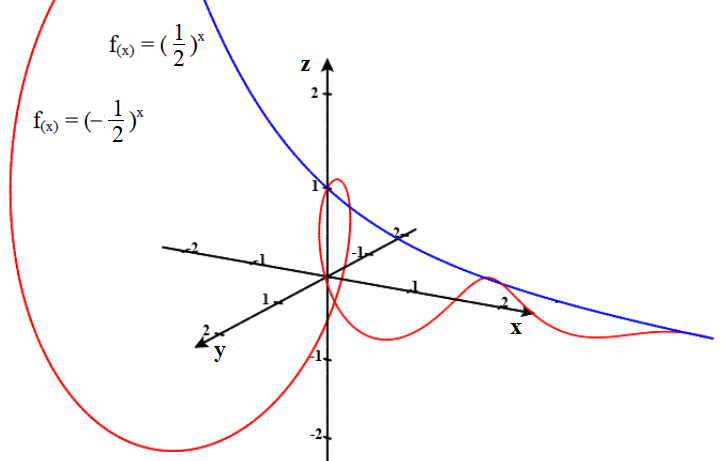 f(x) = (1/2)^x
z
2
f(x) = (-1/2)^x
1
2
-2
-1
-1
1
1
2
2
x
y
-1
-2